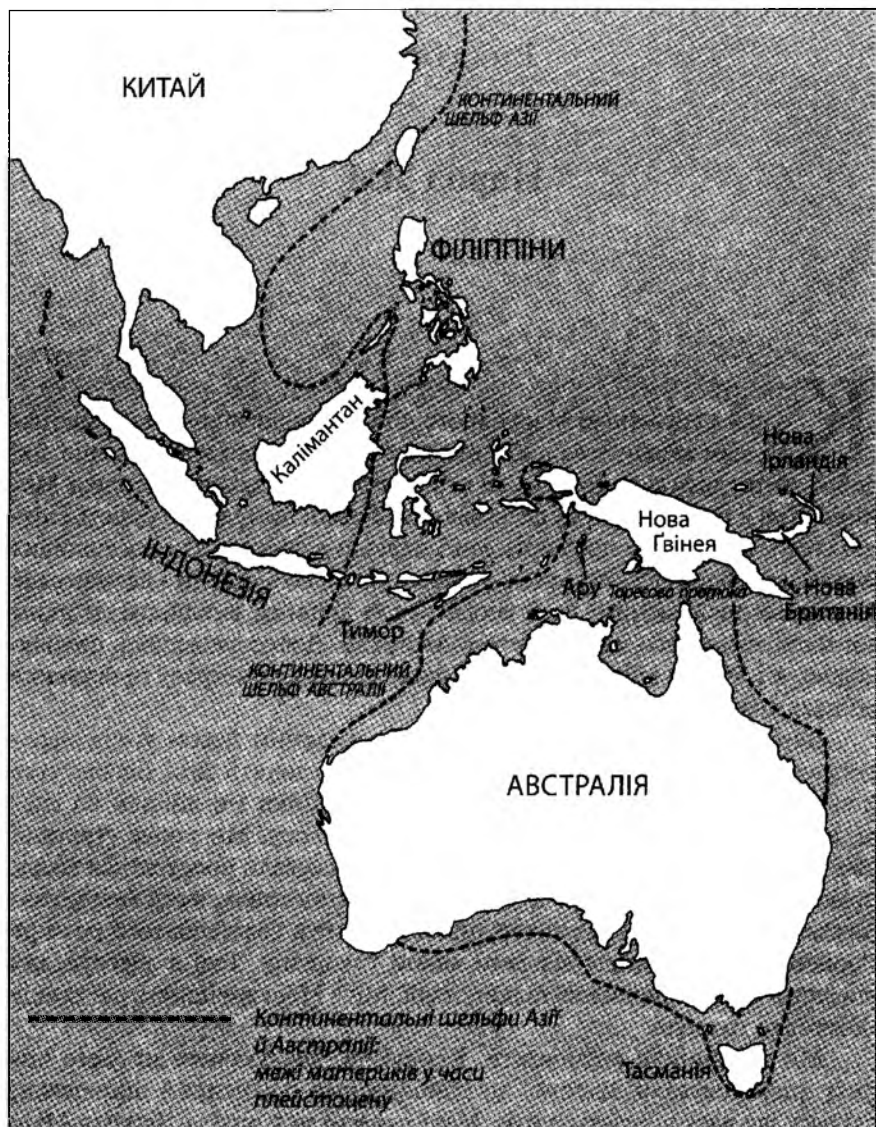 КИТАЙ
КОНТИНЕНТАЛЬНИЙ
ШЕЛЬФ АЗІЇ
ФІЛІППІНИ
Калімантан
Нова
Ірландія
Нова
Ґвінея
ІНДОНЕЗІЯ
Ару
Торесова протока
Нова
Британія
Тимор
КОНТИНЕНТАЛЬНИЙ
ШЕЛЬФ АВСТРАЛІЇ
АВСТРАЛІЯ
Континентальні шельфи Азії
й Австралії:
межі материків у часи
плейстоцену
Тасманія